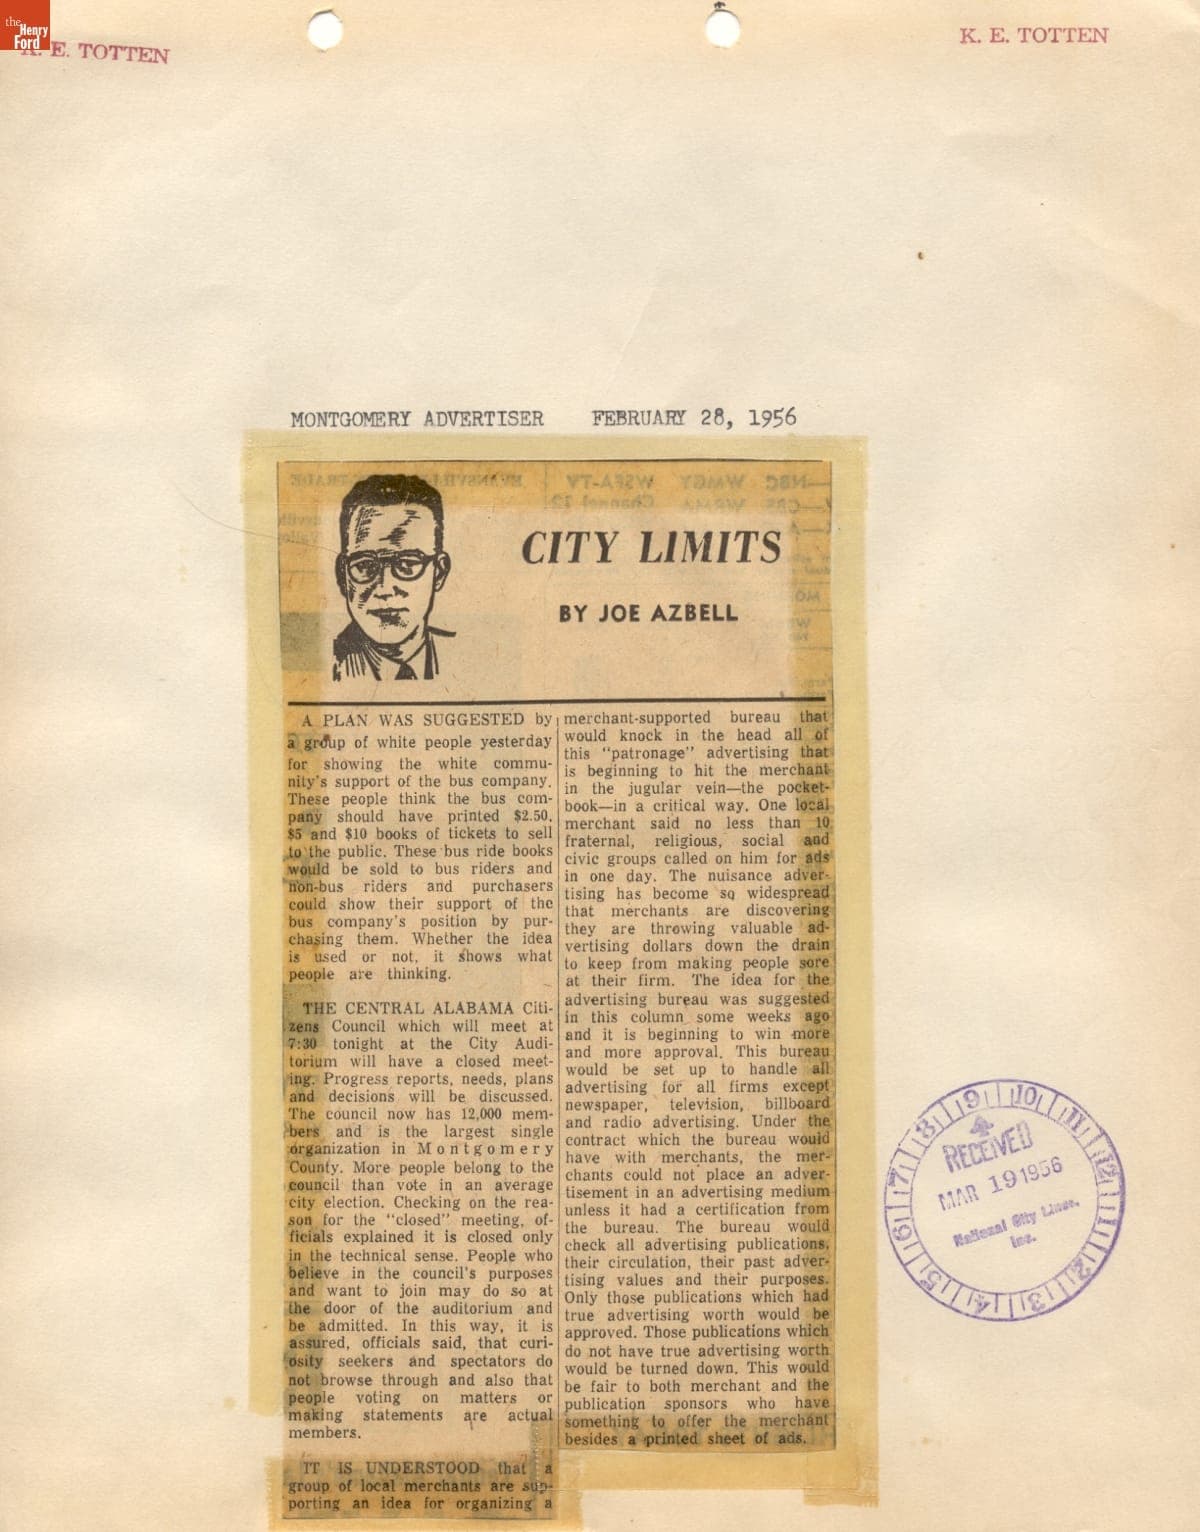 the
Henry
Ford
K. E. TOTTEN
K. E. TOTTEN
MONTGOMERY ADVERTISER FEBRUARY 28, 1956
CITY LIMITS
BY JOE AZBELL
A PLAN WAS SUGGESTED by
a group of white people yesterday
for showing the white commu-
nity's support of the bus company.
These people think the bus com-
pany should have printed $2.50,
$5 and $10 books of tickets to sell
to the public. These bus ride books
would be sold to bus riders and
non-bus riders and purchasers
could show their support of the
bus company's position by pur-
chasing them. Whether the idea
is used or not, it shows what
people are thinking.
THE CENTRAL ALABAMA Citi-
zens Council which will meet at
7:30 tonight at the City Audi-
torium will have a closed meet-
ing. Progress reports, needs, plans
and decisions will be discussed.
The council now has 12,000 mem-
bers and is the largest single
organization in Montgomery
County. More people belong to the
council than vote in an average
city election. Checking on the rea-
son for the "closed" meeting, of-
ficials explained it is closed only
in the technical sense. People who
believe in the council's purposes
and want to join may do so at
the door of the auditorium and
be admitted. In this way, it is
assured, officials said, that curi-
osity seekers and spectators do
not browse through and also that
people voting on matters or
making statements are actual
members.
IT IS UNDERSTOOD that a
group of local merchants are sup-
porting an idea for organizing a
merchant-supported bureau that
would knock in the head all of
this "patronage" advertising that
is beginning to hit the merchant
in the jugular vein—the pocket-
book—in a critical way. One local
merchant said no less than 10
fraternal, religious, social and
civic groups called on him for ads
in one day. The nuisance adver-
tising has become so widespread
that merchants are discovering
they are throwing valuable ad-
vertising dollars down the drain
to keep from making people sore
at their firm. The idea for the
advertising bureau was suggested
in this column some weeks ago
and it is beginning to win more
and more approval. This bureau
would be set up to handle all
advertising for all firms except
newspaper, television, billboard
and radio advertising. Under the
contract which the bureau would
have with merchants, the mer-
chants could not place an adver-
tisement in an advertising medium
unless it had a certification from
the bureau. The bureau would
check all advertising publications,
their circulation, their past adver-
tising values and their purposes.
Only those publications which had
true advertising worth would be
approved. Those publications which
do not have true advertising worth
would be turned down. This would
be fair to both merchant and the
publication sponsors who have
something to offer the merchant
besides a printed sheet of ads.
RECEIVED
MAR 19 1956
National City Lines,
Inc.
1 2 3 4 5 6 7 8 9 10 11 12